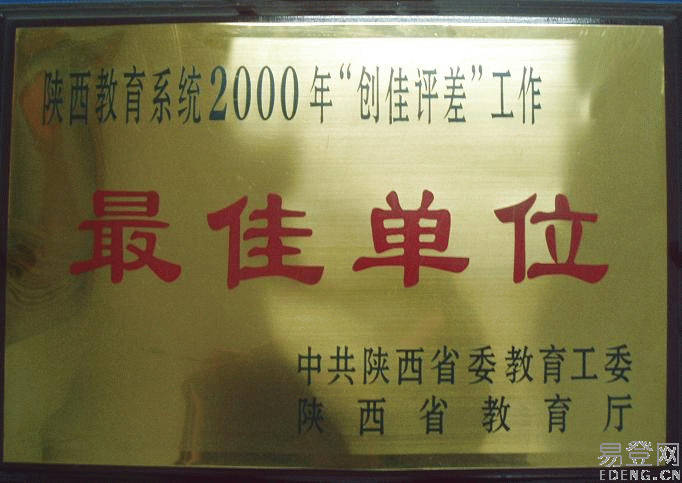 陕西教育系统2000年“创佳评差”工作
最佳单位
中共陕西省委教育工委
陕西省教育厅
易登网
EDENG.CN